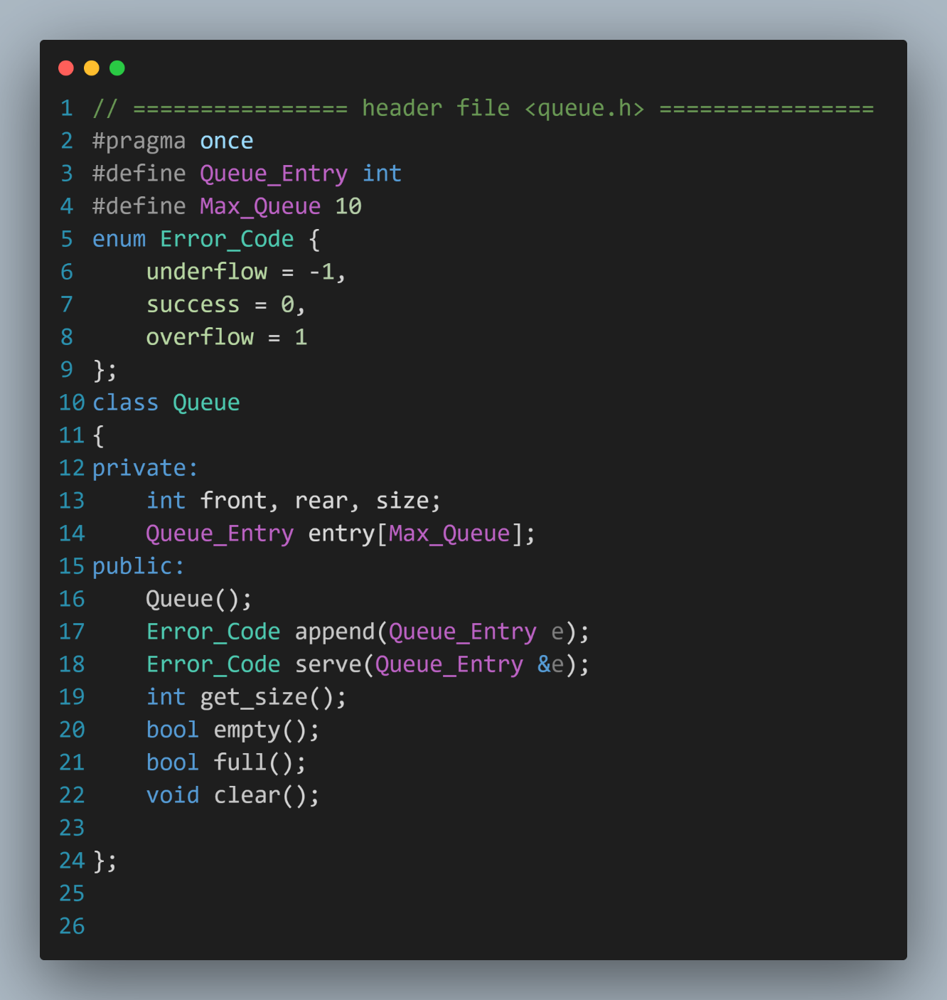 1 // ================ header file <queue.h> ================
2 #pragma once
3 #define Queue_Entry int
4 #define Max_Queue 10
5 enum Error_Code {
6     underflow = -1,
7     success = 0,
8     overflow = 1
9 };
10 class Queue
11 {
12 private:
13     int front, rear, size;
14     Queue_Entry entry[Max_Queue];
15 public:
16     Queue();
17     Error_Code append(Queue_Entry e);
18     Error_Code serve(Queue_Entry &e);
19     int get_size();
20     bool empty();
21     bool full();
22     void clear();
23
24 };
25
26